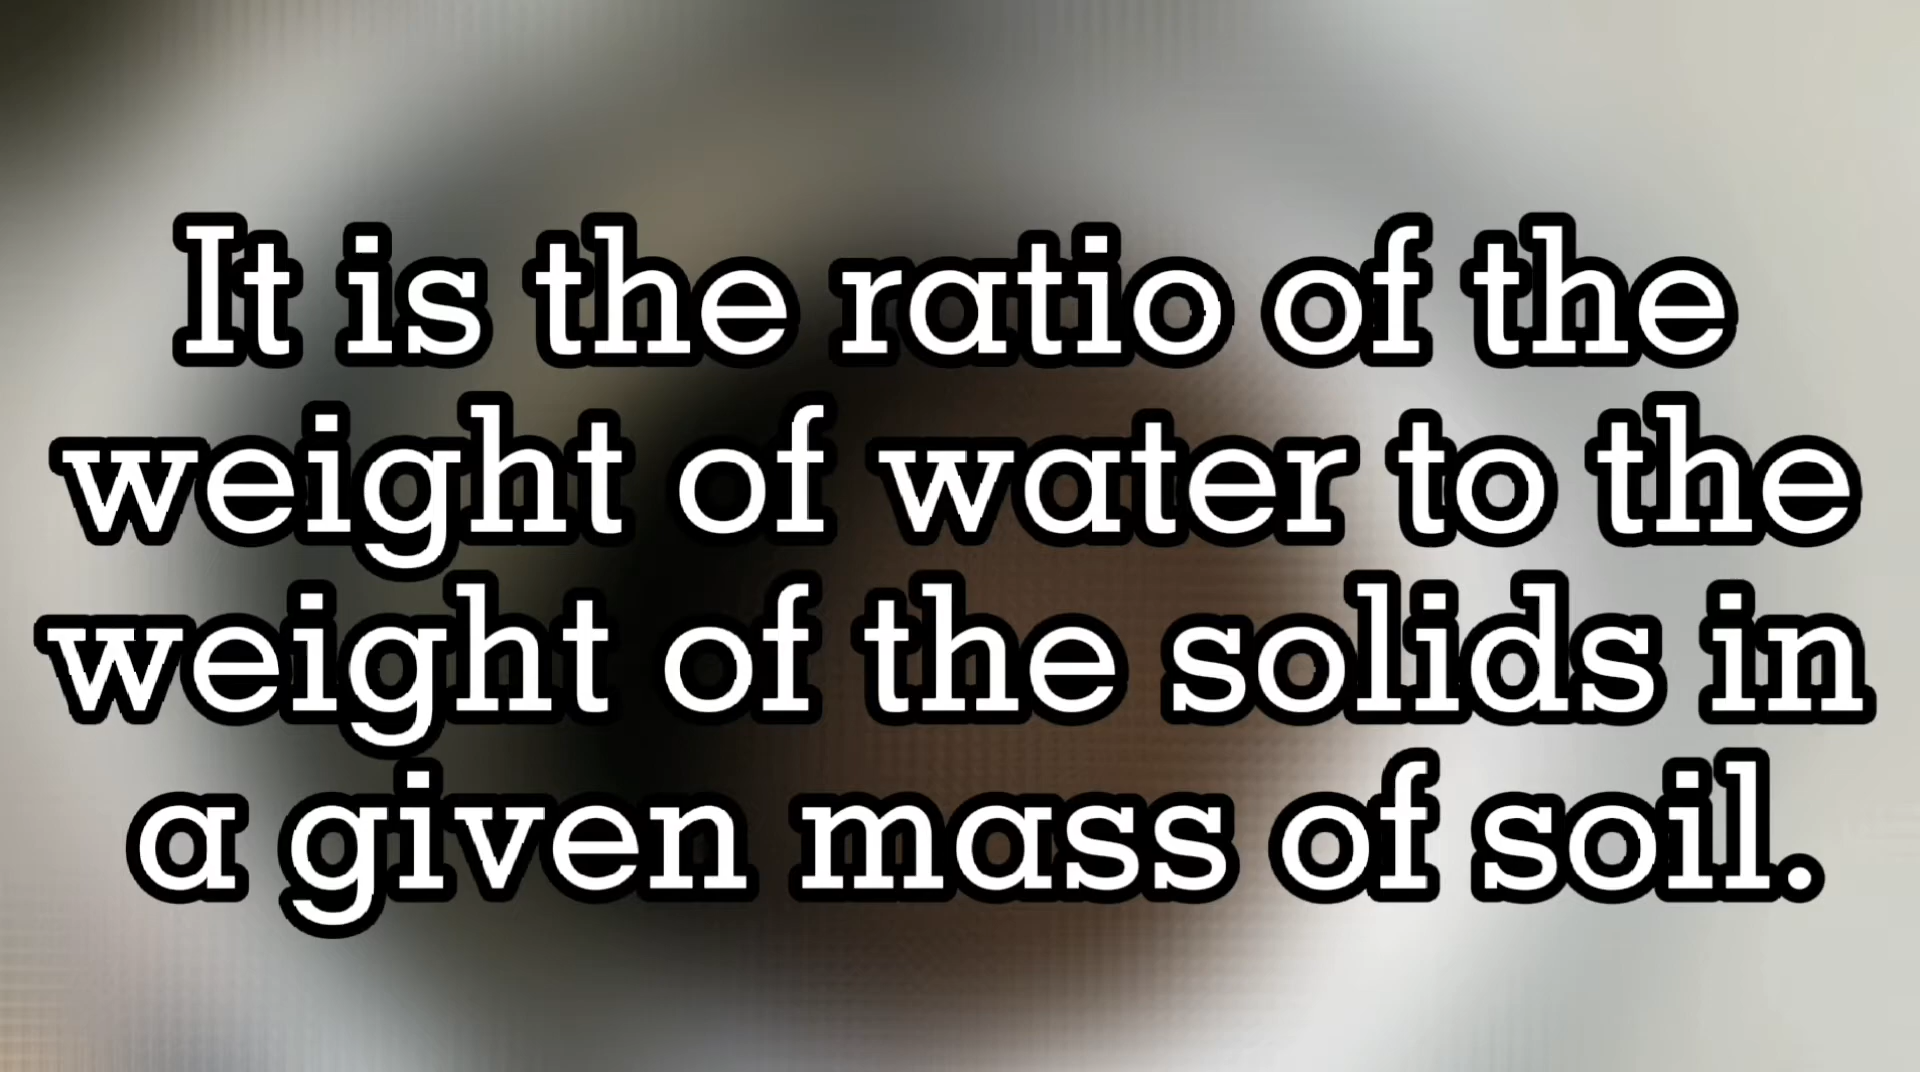 It is the ratio of the
weight of water to the
weight of the solids in
a given mass of soil.